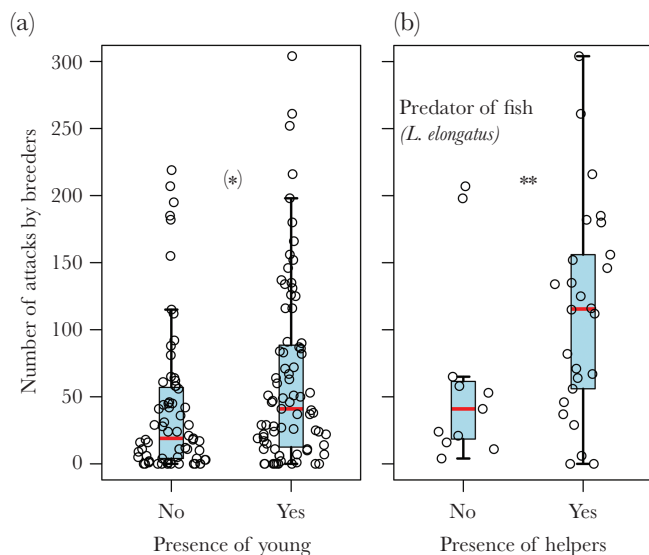 (a)
(b)
Number of attacks by breeders
300
250
200
150
100
50
0
(*)
No
Yes
Presence of young
Predator of fish
(L. elongatus)
**
No
Yes
Presence of helpers